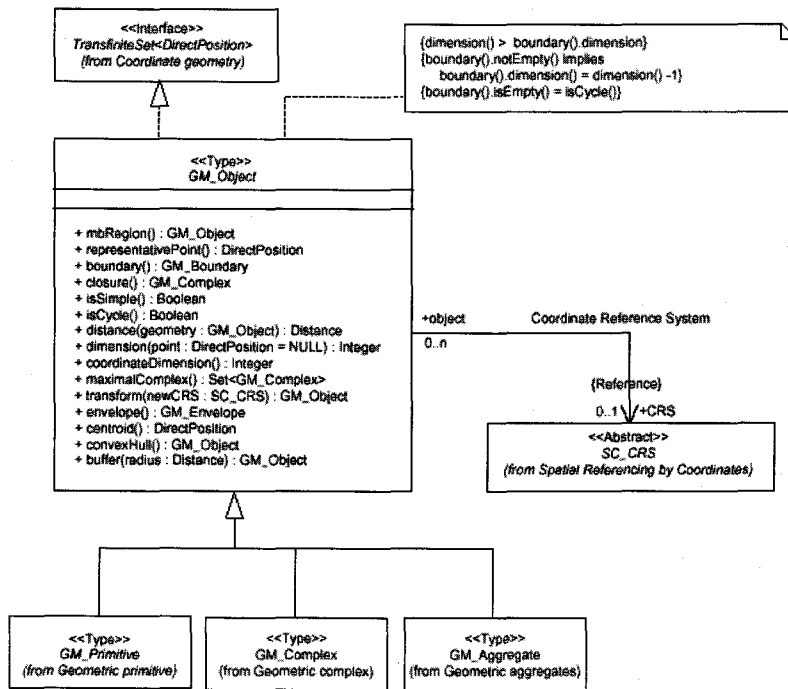 <<Interface>>
TransfiniteSet<DirectPosition>
(from Coordinate geometry)
{dimension() > boundary().dimension}
{boundary().notEmpty() implies
boundary().dimension() = dimension() -1}
{boundary().isEmpty() = isCycle()}
<<Type>>
GM_Object
+ mbRegion() : GM_Object
+ representativePoint() : DirectPosition
+ boundary() : GM_Boundary
+ closure() : GM_Complex
+ isSimple() : Boolean
+ isCycle() : Boolean
+ distance(geometry : GM_Object) : Distance
+ dimension(point : DirectPosition = NULL) : Integer
+ coordinateDimension() : Integer
+ maximalComplex() : Set<GM_Complex>
+ transform(newCRS : SC_CRS) : GM_Object
+ envelope() : GM_Envelope
+ centroid() : DirectPosition
+ convexHull() : GM_Object
+ buffer(radius : Distance) : GM_Object
+object
Coordinate Reference System
0..n
{Reference}
0..1
+CRS
<<Abstract>>
SC_CRS
(from Spatial Referencing by Coordinates)
<<Type>>
GM_Primitive
(from Geometric primitive)
<<Type>>
GM_Complex
(from Geometric complex)
<<Type>>
GM_Aggregate
(from Geometric aggregates)